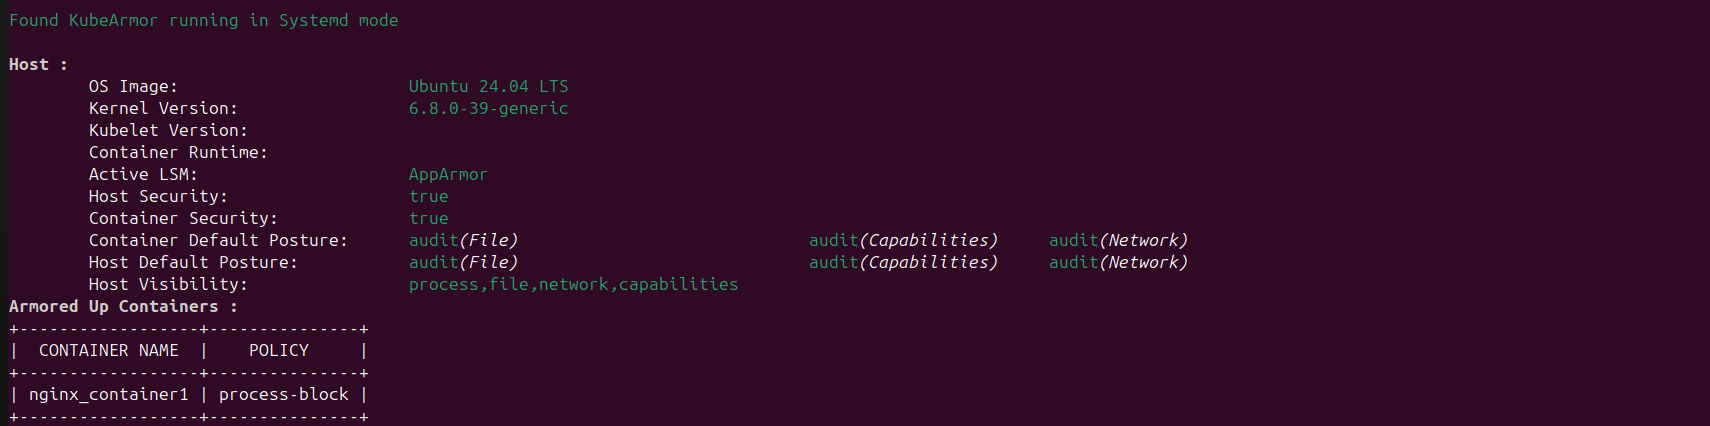 Found KubeArmor running in Systemd mode
Host :
OS Image: Ubuntu 24.04 LTS
Kernel Version: 6.8.0-39-generic
Kubelet Version:
Container Runtime:
Active LSM: AppArmor
Host Security: true
Container Security: true
Container Default Posture: audit(File) audit(Capabilities) audit(Network)
Host Default Posture: audit(File) audit(Capabilities) audit(Network)
Host Visibility: process,file,network,capabilities
Armored Up Containers :
+------------------+---------------+
|  CONTAINER NAME  |    POLICY     |
+------------------+---------------+
| nginx_container1 | process-block |
+------------------+---------------+